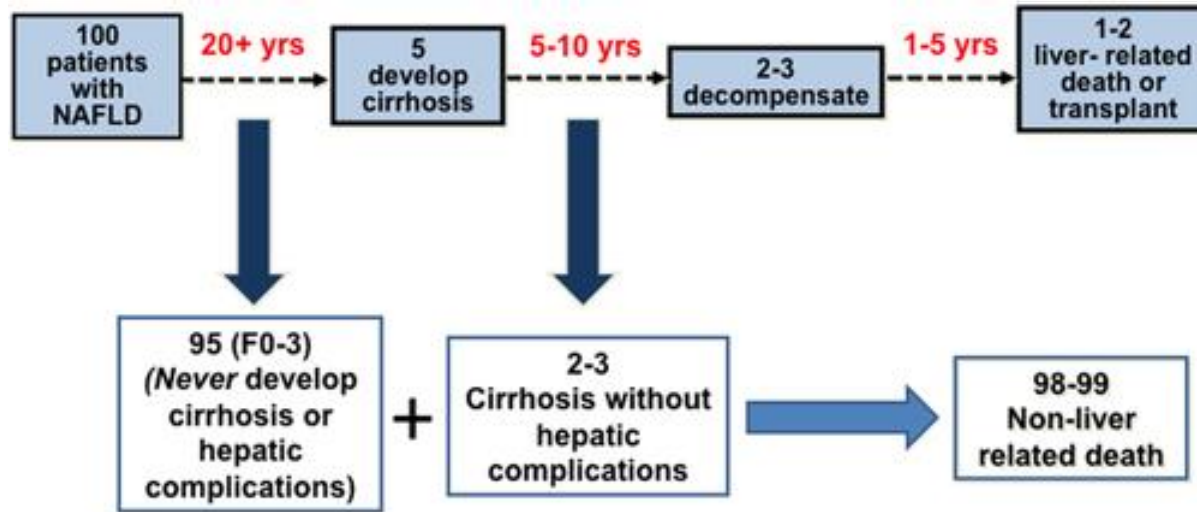 100
patients
with
NAFLD
20+ yrs
5
develop
cirrhosis
5-10 yrs
2-3
decompensate
1-5 yrs
1-2
liver- related
death or
transplant
95 (F0-3)
(Never develop
cirrhosis or
hepatic
complications)
+
2-3
Cirrhosis without
hepatic
complications
98-99
Non-liver
related death